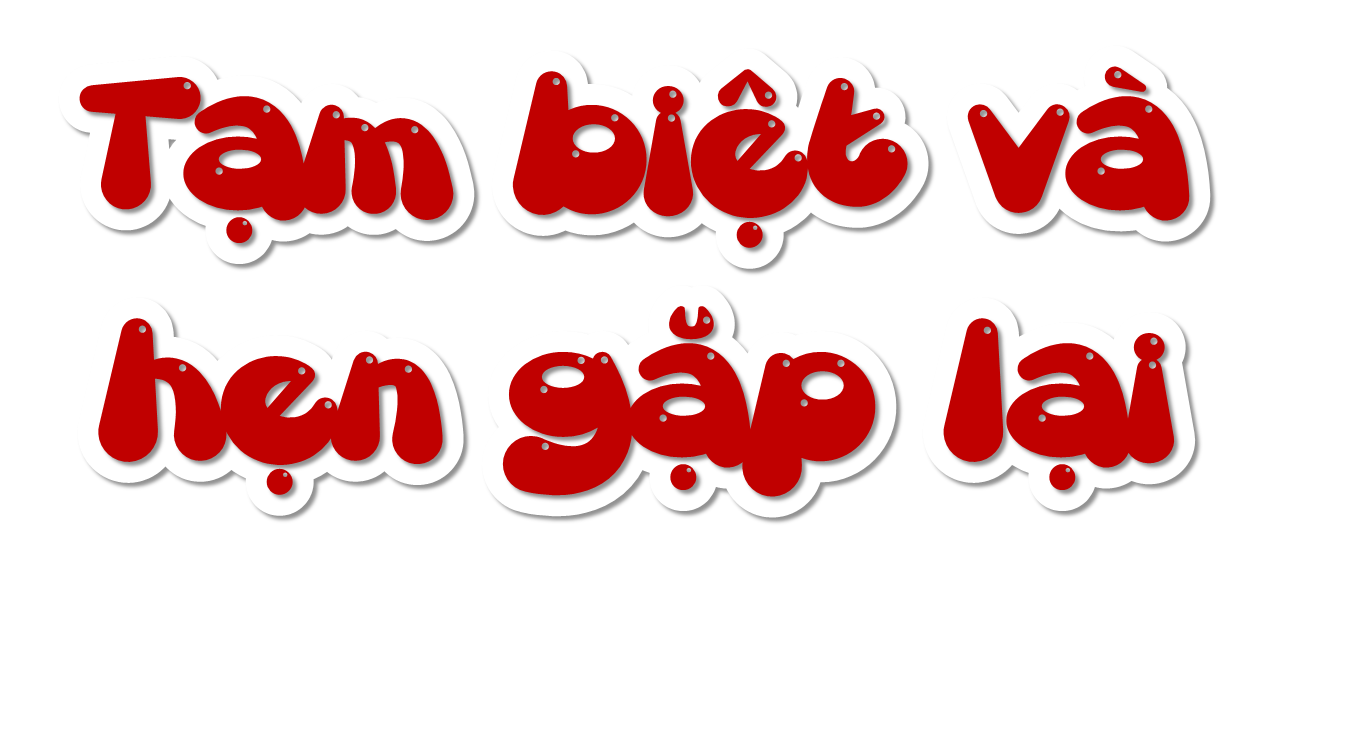 Tạm biệt và
hẹn gặp lại